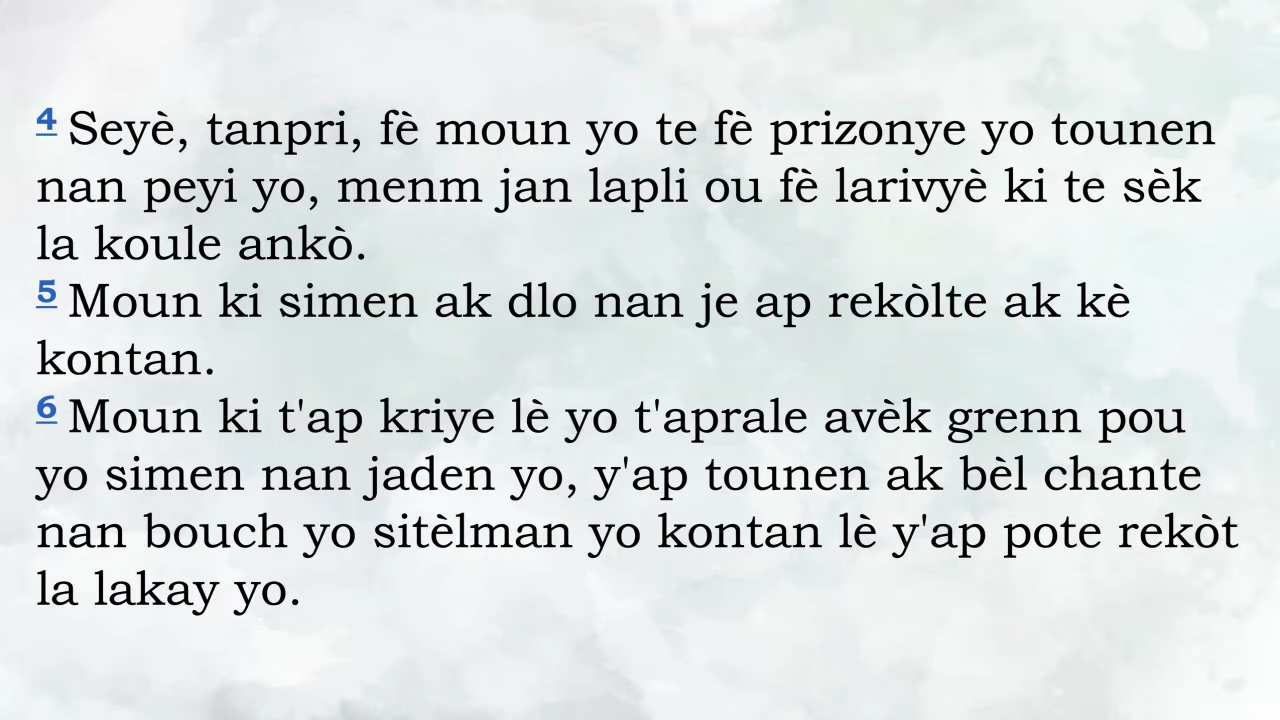 4 Seyè, tanpri, fè moun yo te fè prizonye yo tounen
nan peyi yo, menm jan lapli ou fè larivyè ki te sèk
la koule ankò.
5 Moun ki simen ak dlo nan je ap rekòlte ak kè
kontan.
6 Moun ki t'ap kriye lè yo t'aprale avèk grenn pou
yo simen nan jaden yo, y'ap tounen ak bèl chante
nan bouch yo sitèlman yo kontan lè y'ap pote rekòt
la lakay yo.